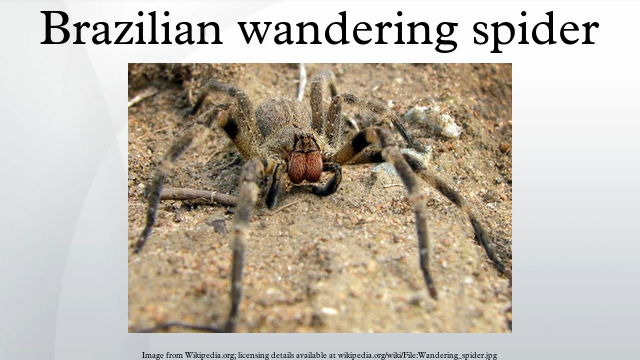 Brazilian wandering spider
Image from Wikipedia.org; licensing details available at wikipedia.org/wiki/File:Wandering_spider.jpg